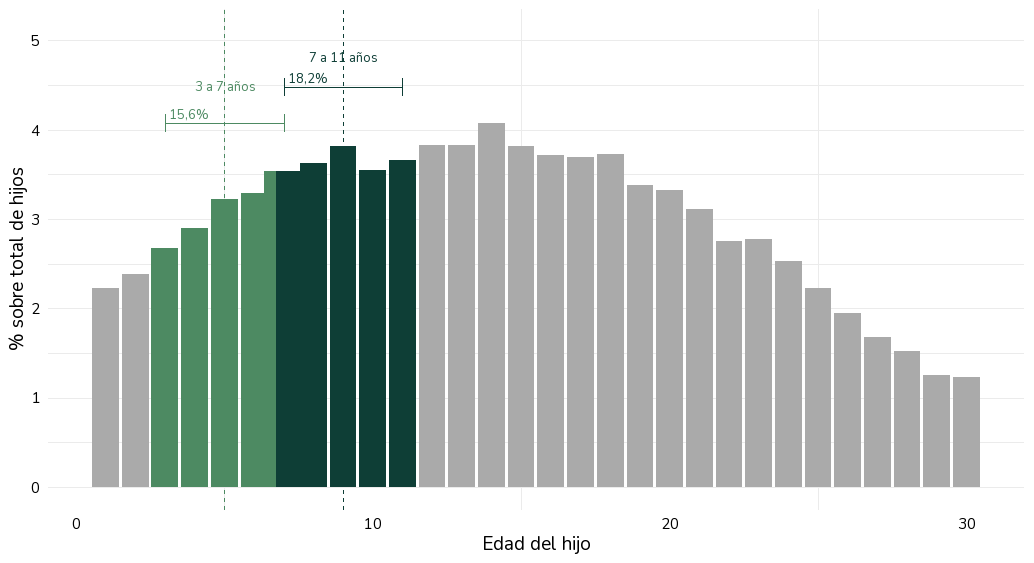 5
7 a 11 años
18,2%
3 a 7 años
15,6%
4
3
2
1
0
% sobre total de hijos
0 10 20 30
Edad del hijo